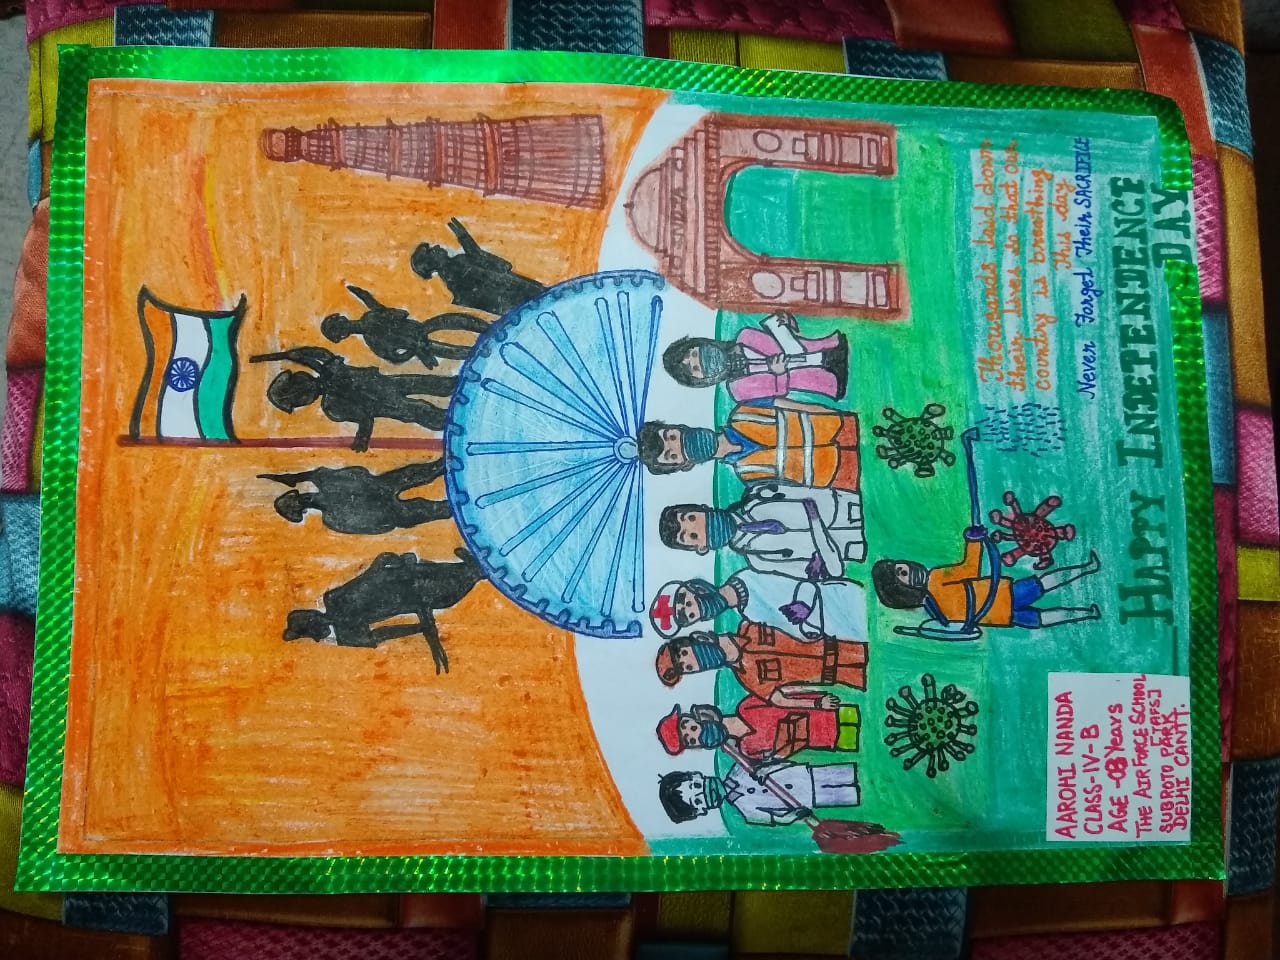 INDIA
Thousands laid down
their lives so that our
country is breathing
This day
Never Forget Their SACRIFICE
AAROHI NANDA
CLASS-IV-B
AGE - 08 Years
THE AIR FORCE SCHOOL
[TAFS]
SUBROTO PARK
DELHI CANTT.
HAPPY INDEPENDENCE
DAY